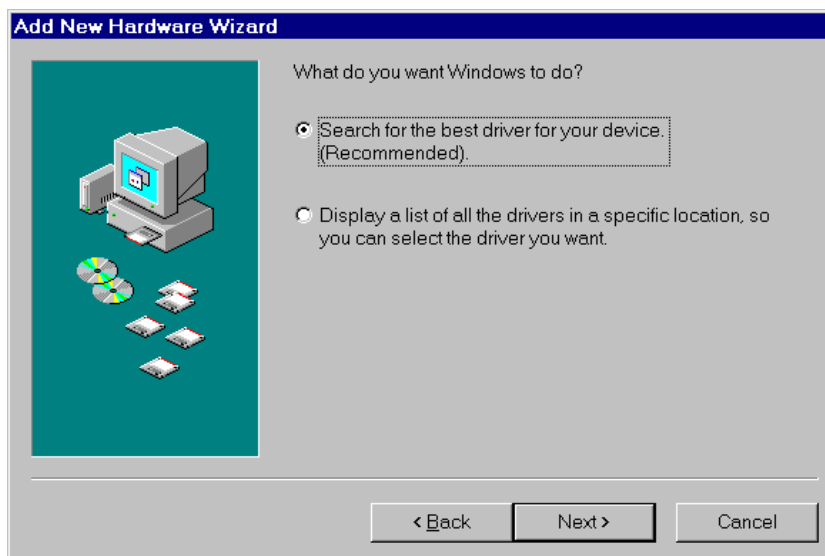 Add New Hardware Wizard
What do you want Windows to do?
Search for the best driver for your device.
(Recommended).
Display a list of all the drivers in a specific location, so
you can select the driver you want.
< Back
Next >
Cancel